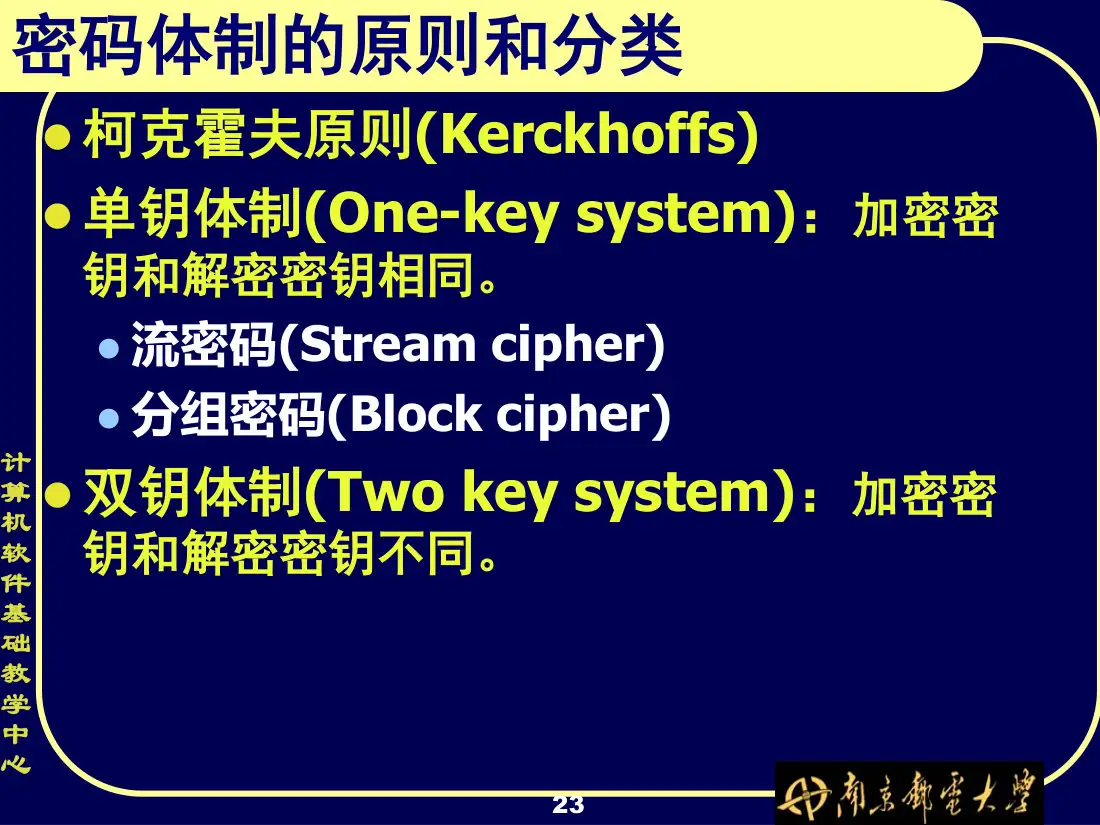 密码体制的原则和分类
柯克霍夫原则(Kerckhoffs)
单钥体制(One-key system)：加密密
钥和解密密钥相同。
流密码(Stream cipher)
分组密码(Block cipher)
双钥体制(Two key system)：加密密
钥和解密密钥不同。
计算机软件基础教学中心
23
南京邮电大学